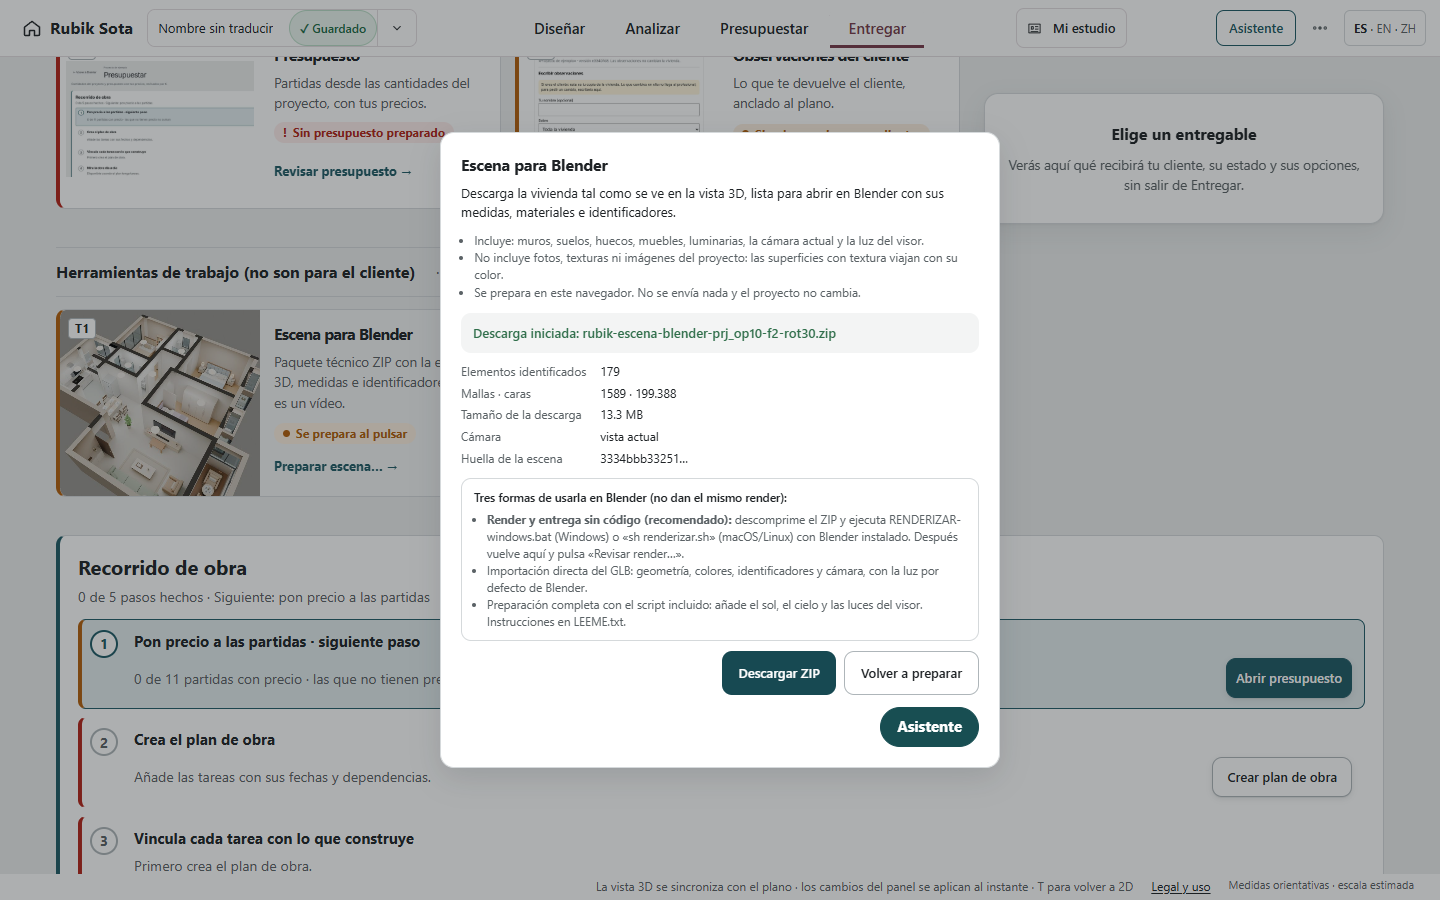 Rubik Sota
Nombre sin traducir
✓ Guardado
Diseñar
Analizar
Presupuestar
Entregar
Mi estudio
Asistente
···
ES · EN · ZH
Presupuesto
Partidas desde las cantidades del
proyecto, con tus precios.
! Sin presupuesto preparado
Revisar presupuesto →
Presupuestar
Recorrido de obra
Escribir observaciones
Observaciones del cliente
Lo que te devuelve el cliente,
anclado al plano.
Elige un entregable
Verás aquí qué recibirá tu cliente, su estado y sus opciones,
sin salir de Entregar.
Herramientas de trabajo (no son para el cliente)
T1
Escena para Blender
Paquete técnico ZIP con la e
3D, medidas e identificadore
es un vídeo.
Se prepara al pulsar
Preparar escena... →
Escena para Blender
Descarga la vivienda tal como se ve en la vista 3D, lista para abrir en Blender con sus
medidas, materiales e identificadores.
• Incluye: muros, suelos, huecos, muebles, luminarias, la cámara actual y la luz del visor.
• No incluye fotos, texturas ni imágenes del proyecto: las superficies con textura viajan con su
color.
• Se prepara en este navegador. No se envía nada y el proyecto no cambia.
Descarga iniciada: rubik-escena-blender-prj_op10-f2-rot30.zip
Elementos identificados 179
Mallas · caras 1589 · 199.388
Tamaño de la descarga 13.3 MB
Cámara vista actual
Huella de la escena 3334bbb33251...
Tres formas de usarla en Blender (no dan el mismo render):
• Render y entrega sin código (recomendado): descomprime el ZIP y ejecuta RENDERIZAR-
windows.bat (Windows) o «sh renderizar.sh» (macOS/Linux) con Blender instalado. Después
vuelve aquí y pulsa «Revisar render...».
• Importación directa del GLB: geometría, colores, identificadores y cámara, con la luz por
defecto de Blender.
• Preparación completa con el script incluido: añade el sol, el cielo y las luces del visor.
Instrucciones en LEEME.txt.
Descargar ZIP
Volver a preparar
Asistente
Recorrido de obra
0 de 5 pasos hechos · Siguiente: pon precio a las partidas
1
Pon precio a las partidas · siguiente paso
0 de 11 partidas con precio · las que no tienen pre
Abrir presupuesto
2
Crea el plan de obra
Añade las tareas con sus fechas y dependencias.
Crear plan de obra
3
Vincula cada tarea con lo que construye
Primero crea el plan de obra.
La vista 3D se sincroniza con el plano · los cambios del panel se aplican al instante · T para volver a 2D
Legal y uso
Medidas orientativas · escala estimada